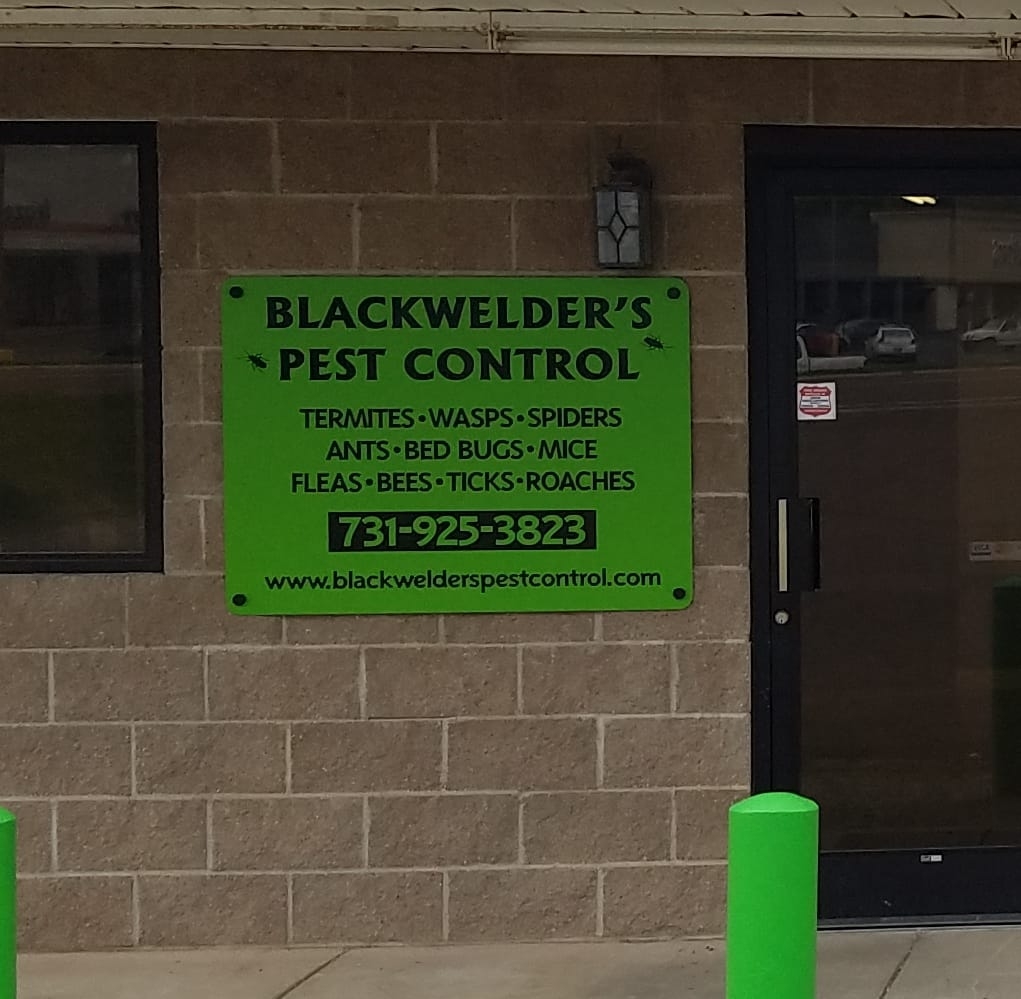 BLACKWELDER'S
PEST CONTROL
TERMITES•WASPS•SPIDERS
ANTS•BED BUGS•MICE
FLEAS•BEES•TICKS•ROACHES
731-925-3823
www.blackwelderspestcontrol.com